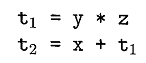 t₁ = y * z
t₂ = x + t₁